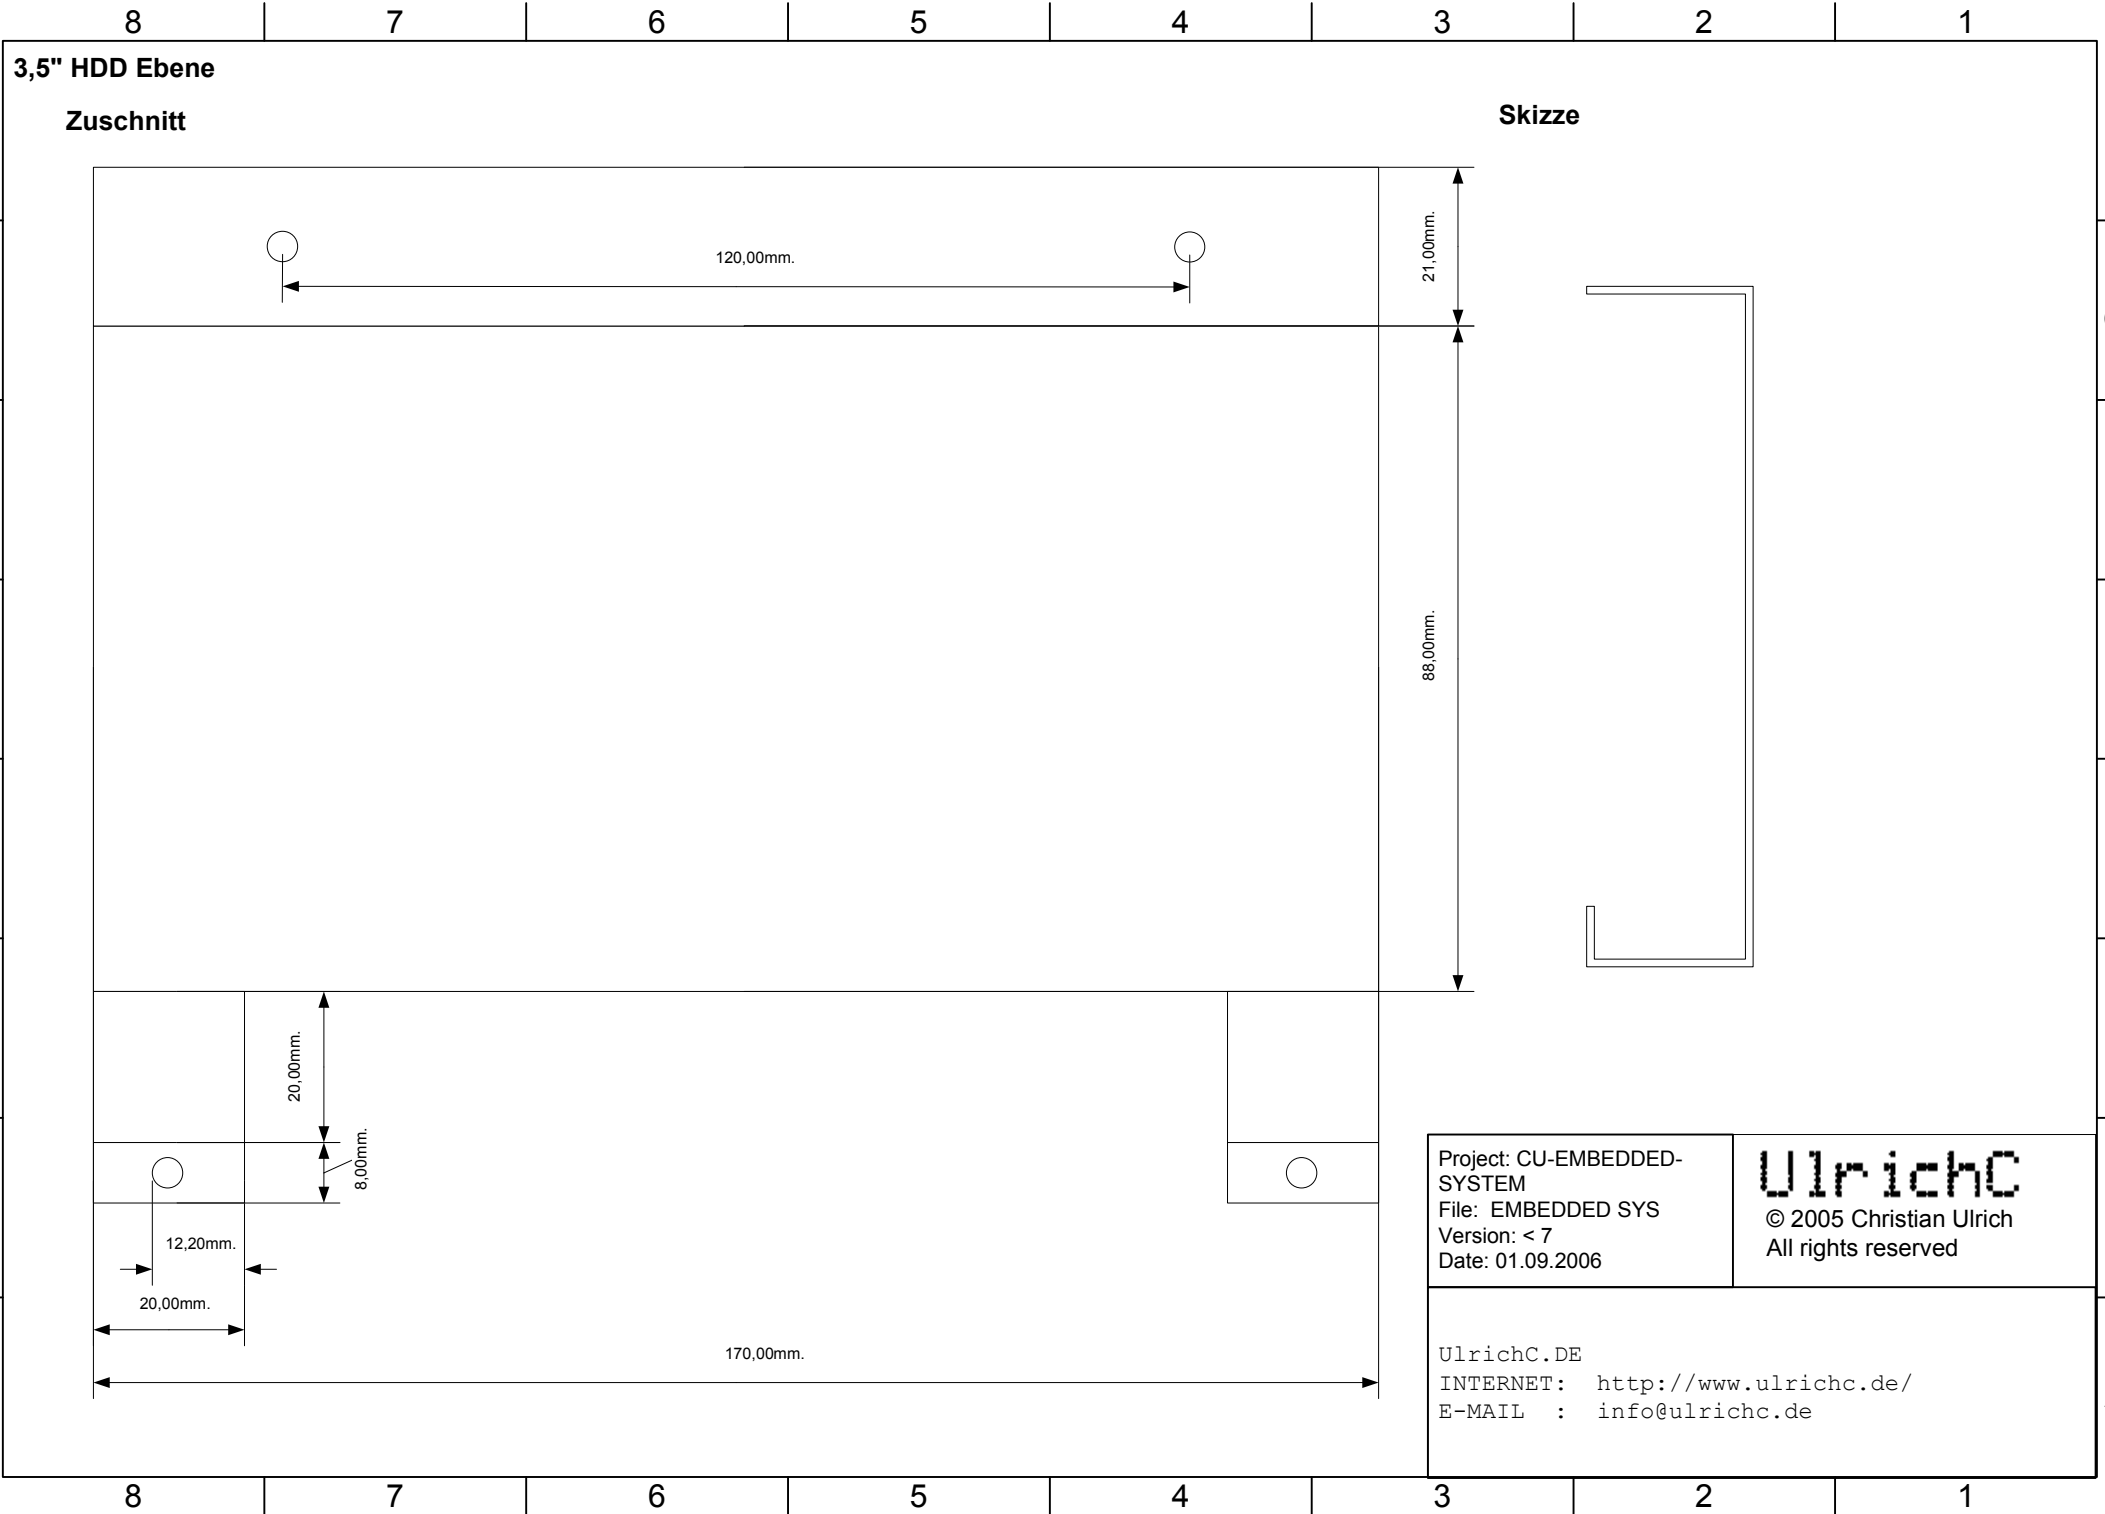 8 7 6 5 4 3 2 1
3,5" HDD Ebene
Zuschnitt
Skizze
120,00mm.
21,00mm.
88,00mm.
20,00mm.
8,00mm.
12,20mm.
20,00mm.
170,00mm.
Project: CU-EMBEDDED-
SYSTEM
File: EMBEDDED SYS
Version: < 7
Date: 01.09.2006
UlrichC
© 2005 Christian Ulrich
All rights reserved
UlrichC.DE
INTERNET: http://www.ulrichc.de/
E-MAIL : info@ulrichc.de
8 7 6 5 4 3 2 1